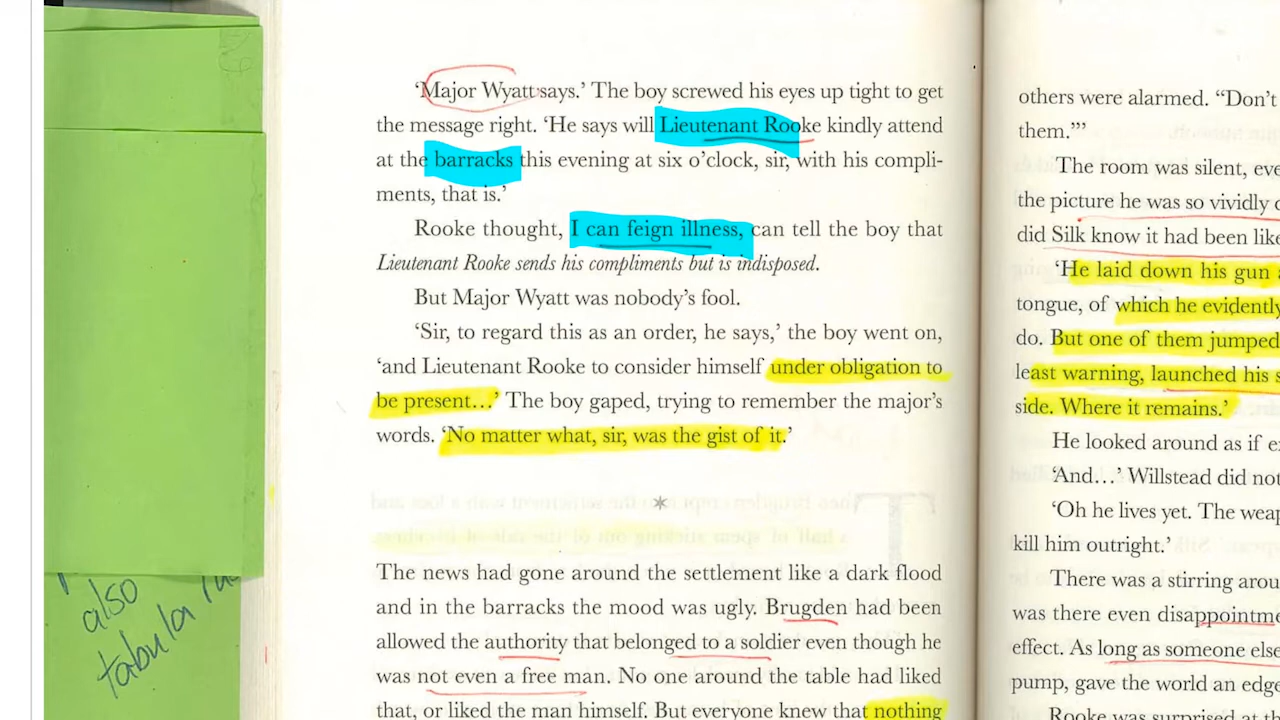 ‘Major Wyatt says.’ The boy screwed his eyes up tight to get
the message right. ‘He says will Lieutenant Rooke kindly attend
at the barracks this evening at six o’clock, sir, with his compli-
ments, that is.’
Rooke thought, I can feign illness, can tell the boy that
Lieutenant Rooke sends his compliments but is indisposed.
But Major Wyatt was nobody’s fool.
‘Sir, to regard this as an order, he says,’ the boy went on,
‘and Lieutenant Rooke to consider himself under obligation to
be present…’ The boy gaped, trying to remember the major’s
words. ‘No matter what, sir, was the gist of it.’
*
The news had gone around the settlement like a dark flood
and in the barracks the mood was ugly. Brugden had been
allowed the authority that belonged to a soldier even though he
was not even a free man. No one around the table had liked
that, or liked the man himself. But everyone knew that nothing
others were alarmed. “Don’t
them.”’
The room was silent, eve
the picture he was so vividly
did Silk know it had been like
‘He laid down his gun
tongue, of which he evidently
do. But one of them jumped
least warning, launched his s
side. Where it remains.’
He looked around as if e
‘And…’ Willstead did not
‘Oh he lives yet. The weap
kill him outright.’
There was a stirring arou
was there even disappointme
effect. As long as someone else
pump, gave the world an edge
Rooke was surprised at th
also
tabula